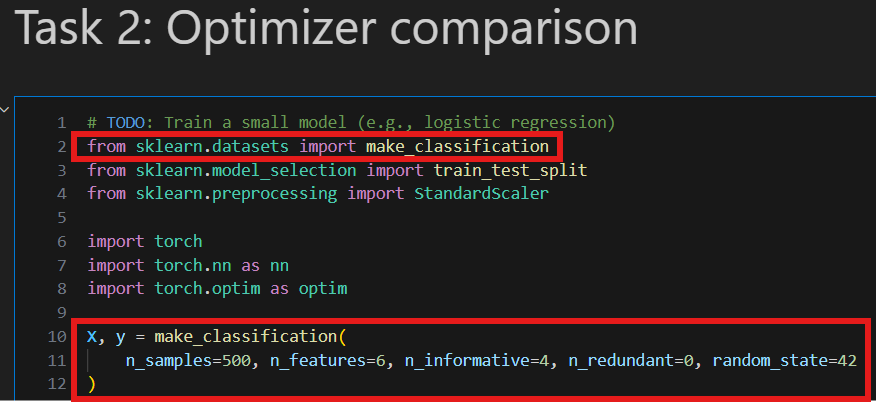 Task 2: Optimizer comparison
1 # TODO: Train a small model (e.g., logistic regression)
2 from sklearn.datasets import make_classification
3 from sklearn.model_selection import train_test_split
4 from sklearn.preprocessing import StandardScaler
5
6 import torch
7 import torch.nn as nn
8 import torch.optim as optim
9
10 X, y = make_classification(
11     n_samples=500, n_features=6, n_informative=4, n_redundant=0, random_state=42
12 )